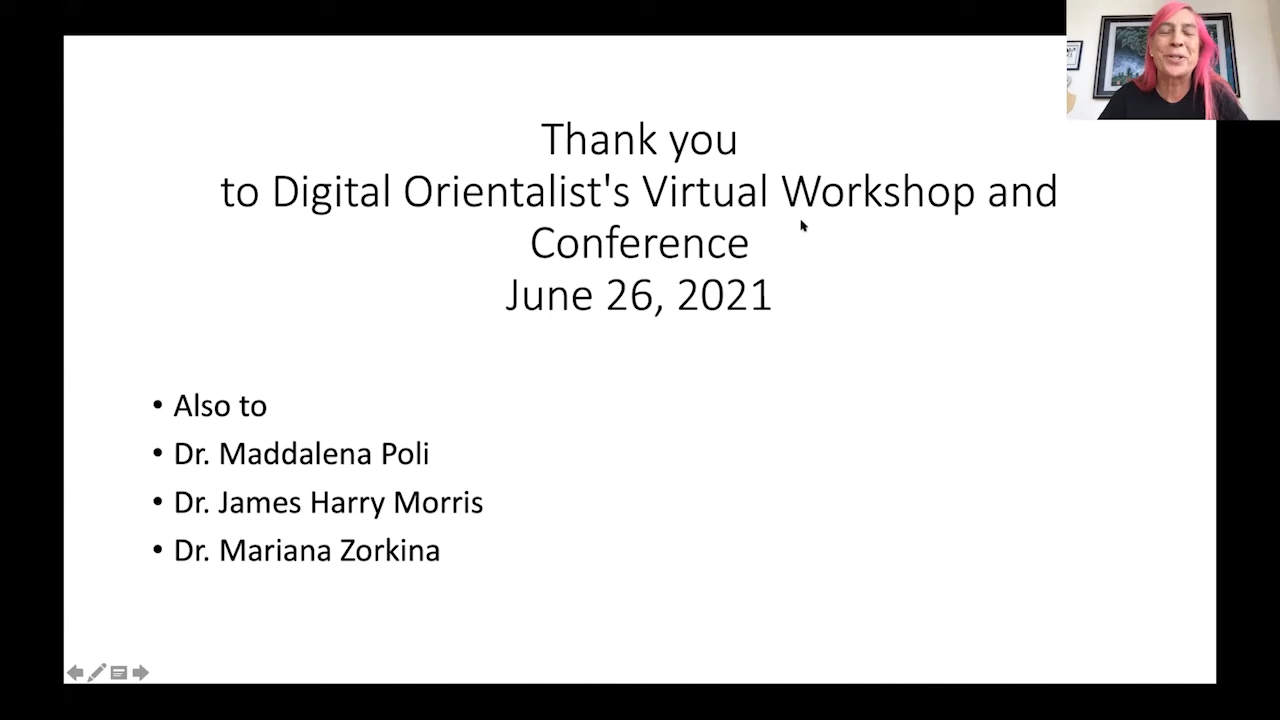 Thank you
to Digital Orientalist's Virtual Workshop and
Conference
June 26, 2021
• Also to
• Dr. Maddalena Poli
• Dr. James Harry Morris
• Dr. Mariana Zorkina